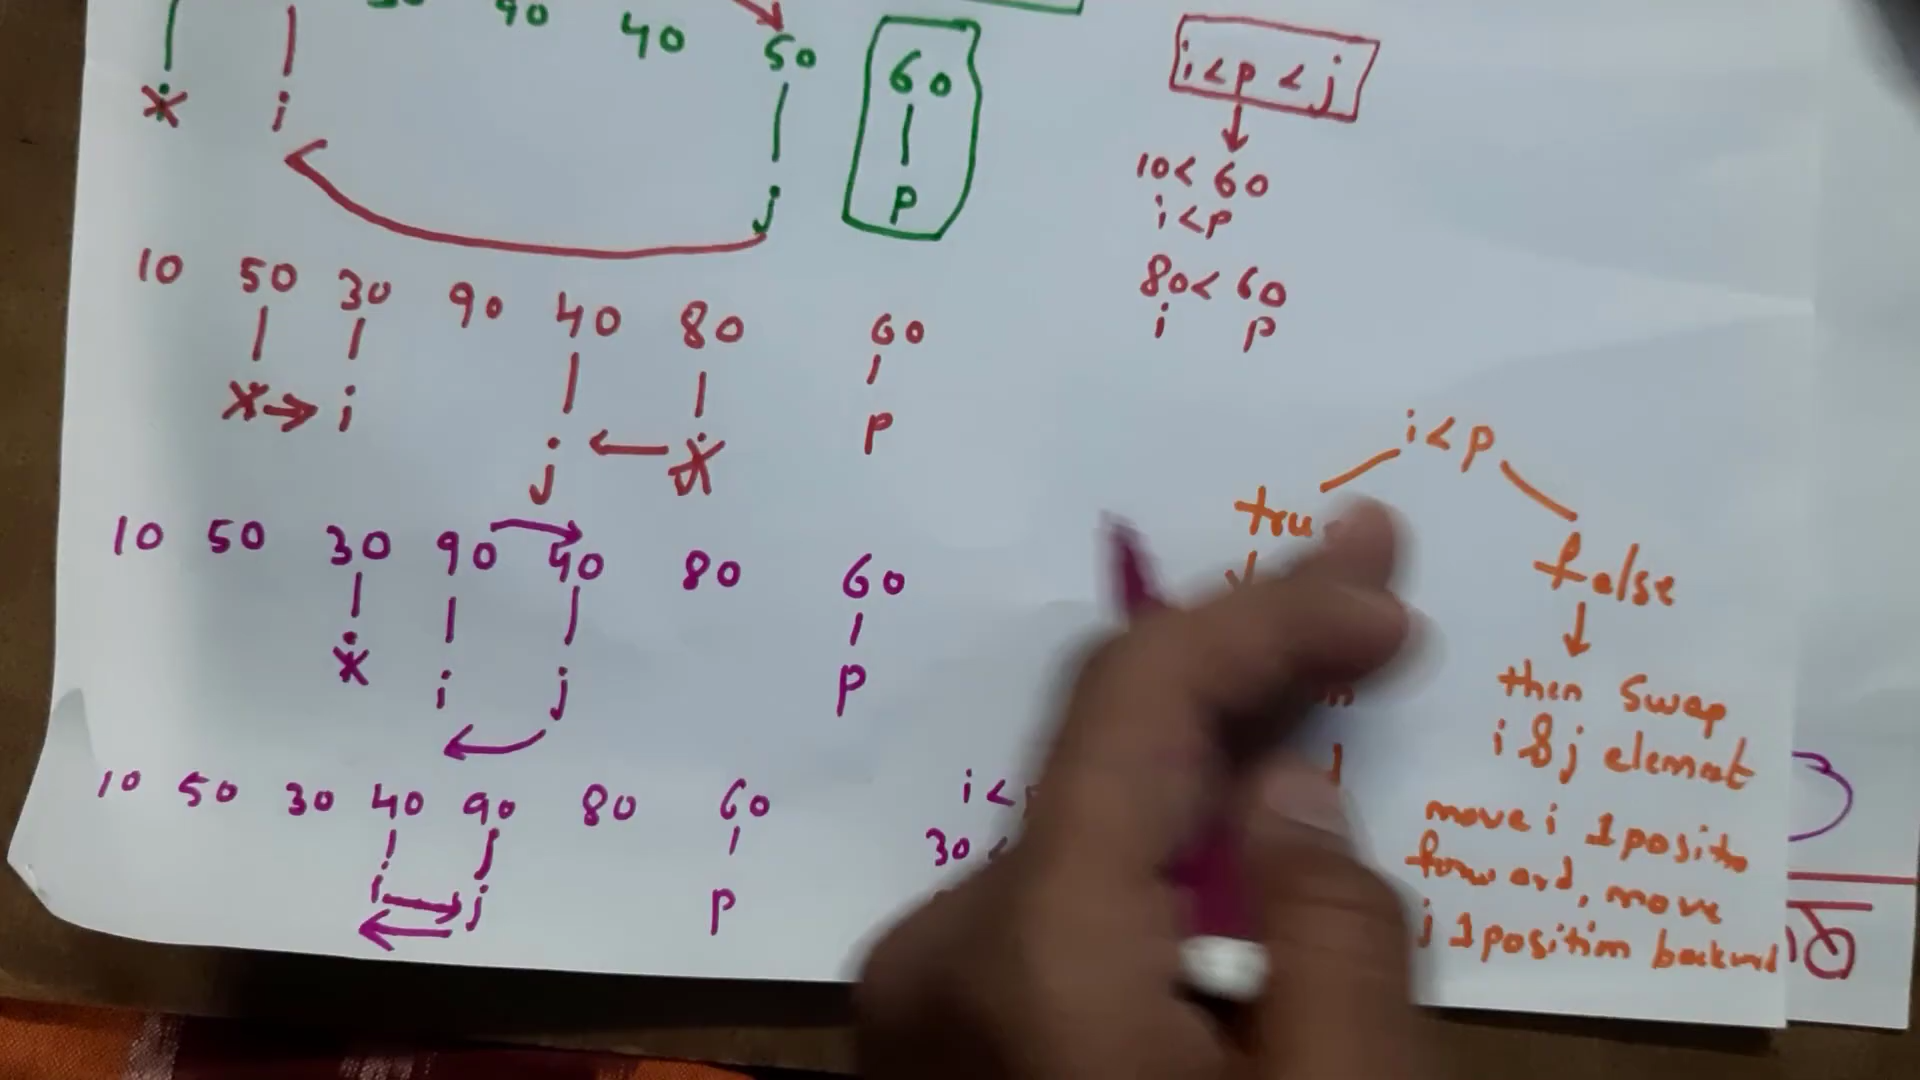 90 40 50 60
i j p
10 50 30 90 40 80 60
i j p
10 50 30 90 40 80 60
i j p
10 50 30 40 90 80 60
i j p
i<p<j
10< 60
i<p
80< 60
i p
i<p
false
then swap
i & j element
move i 1 positin
forward, move
j 1 position backward
i<
30